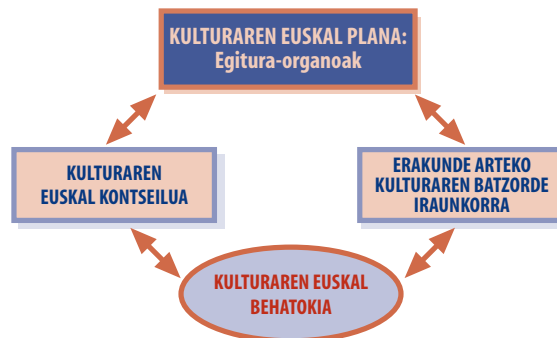 KULTURAREN EUSKAL PLANA:
Egitura-organoak
KULTURAREN
EUSKAL KONTSEILUA
ERAKUNDE ARTEKO
KULTURAREN BATZORDE
IRAUNKORRA
KULTURAREN EUSKAL
BEHATOKIA